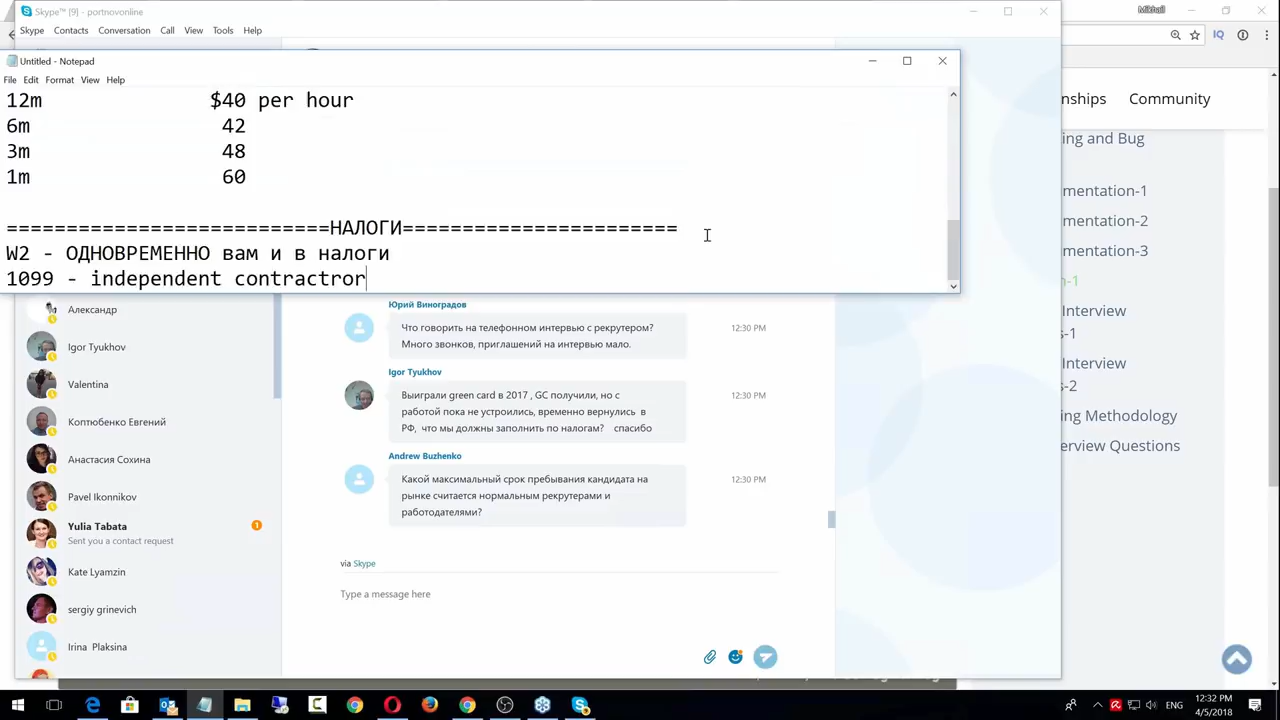 Skype™ [9] - portnovonline
Mikhail
Skype Contacts Conversation Call View Tools Help
Untitled - Notepad
File Edit Format View Help
12m $40 per hour
6m 42
3m 48
1m 60
===========================НАЛОГИ=======================
W2 - ОДНОВРЕМЕННО вам и в налоги
1099 - independent contractror
nships Community
ing and Bug
mentation-1
mentation-2
mentation-3
n-1
Interview
s-1
Interview
s-2
ing Methodology
erview Questions
Александр
Igor Tyukhov
Valentina
Коптюбенко Евгений
Анастасия Сохина
Pavel Ikonnikov
Yulia Tabata
1
Sent you a contact request
Kate Lyamzin
sergiy grinevich
Irina Plaksina
Юрий Виноградов
Что говорить на телефонном интервью с рекрутером?
Много звонков, приглашений на интервью мало.
12:30 PM
Igor Tyukhov
Выиграли green card в 2017 , GC получили, но с
работой пока не устроились, временно вернулись в
РФ, что мы должны заполнить по налогам? спасибо
12:30 PM
Andrew Buzhenko
Какой максимальный срок пребывания кандидата на
рынке считается нормальным рекрутерами и
работодателями?
12:30 PM
via Skype
Type a message here
ENG
12:32 PM
4/5/2018